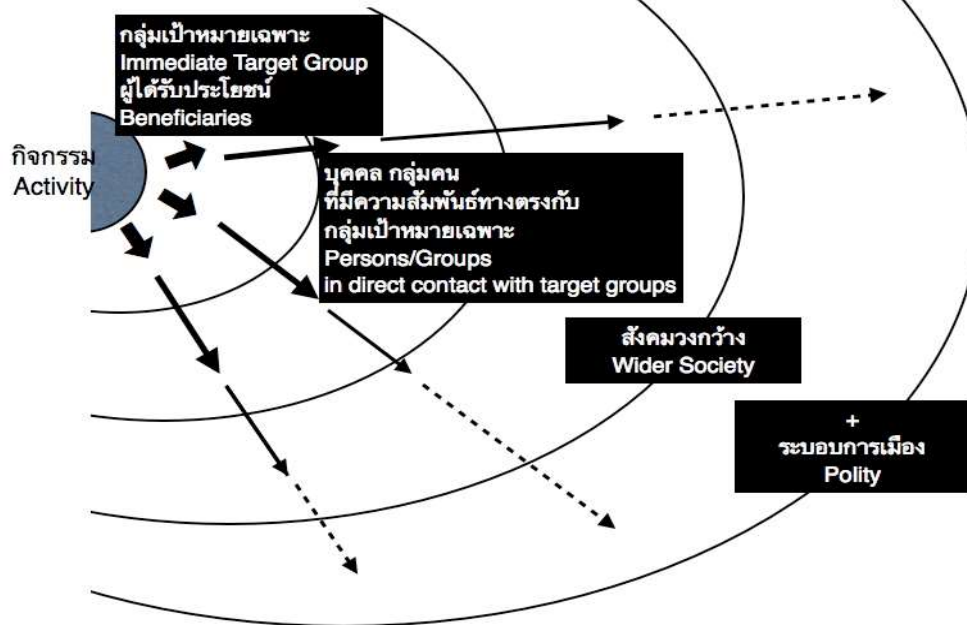 กลุ่มเป้าหมายเฉพาะ
Immediate Target Group
ผู้ได้รับประโยชน์
Beneficiaries
กิจกรรม
Activity
บุคคล กลุ่มคน
ที่มีความสัมพันธ์ทางตรงกับ
กลุ่มเป้าหมายเฉพาะ
Persons/Groups
in direct contact with target groups
สังคมวงกว้าง
Wider Society
+
ระบอบการเมือง
Polity